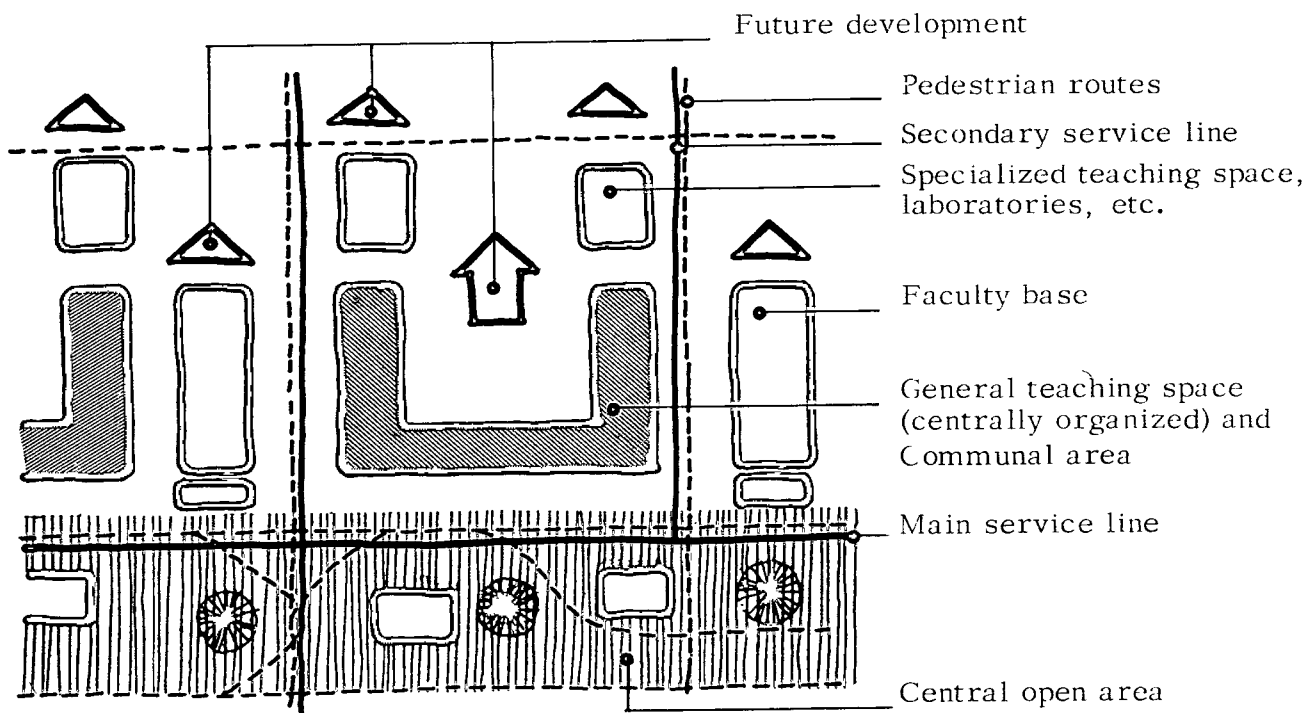 Future development
Pedestrian routes
Secondary service line
Specialized teaching space,
laboratories, etc.
Faculty base
General teaching space
(centrally organized) and
Communal area
Main service line
Central open area